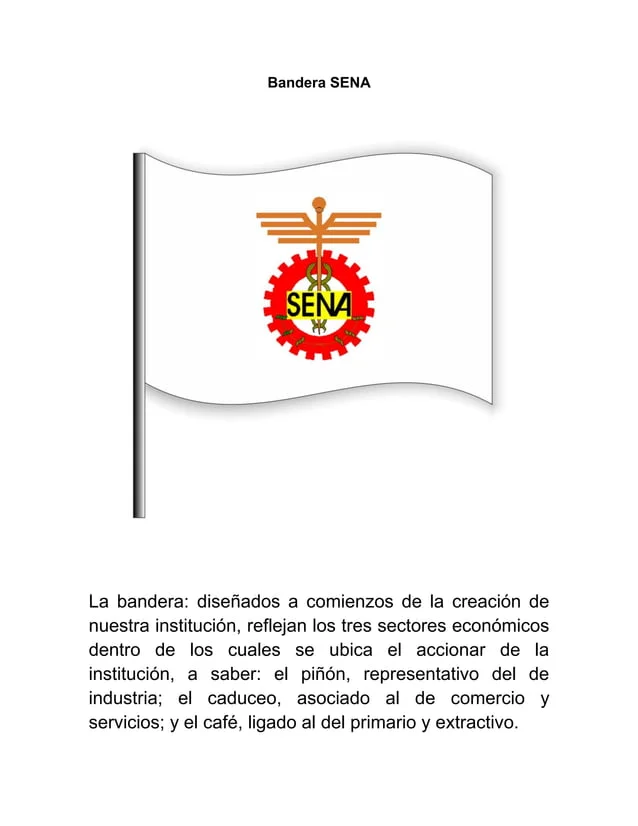 Bandera SENA
SENA
La bandera: diseñados a comienzos de la creación de
nuestra institución, reflejan los tres sectores económicos
dentro de los cuales se ubica el accionar de la
institución, a saber: el piñón, representativo del de
industria; el caduceo, asociado al de comercio y
servicios; y el café, ligado al del primario y extractivo.